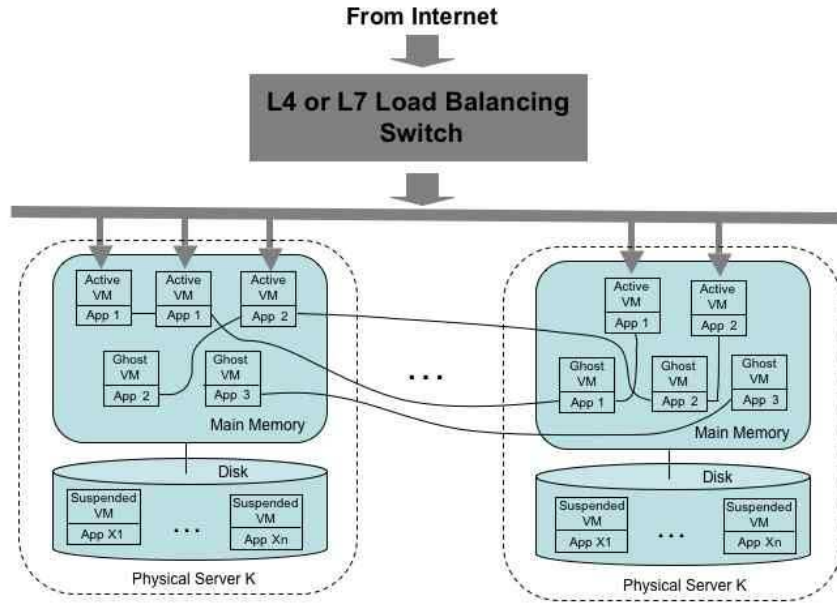 From Internet
L4 or L7 Load Balancing
Switch
Active
VM
App 1
Active
VM
App 1
Active
VM
App 2
Ghost
VM
App 2
Ghost
VM
App 3
Main Memory
Disk
Suspended
VM
App X1
...
Suspended
VM
App Xn
Physical Server K
...
Active
VM
App 1
Active
VM
App 2
Ghost
VM
App 1
Ghost
VM
App 2
Ghost
VM
App 3
Main Memory
Disk
Suspended
VM
App X1
...
Suspended
VM
App Xn
Physical Server K